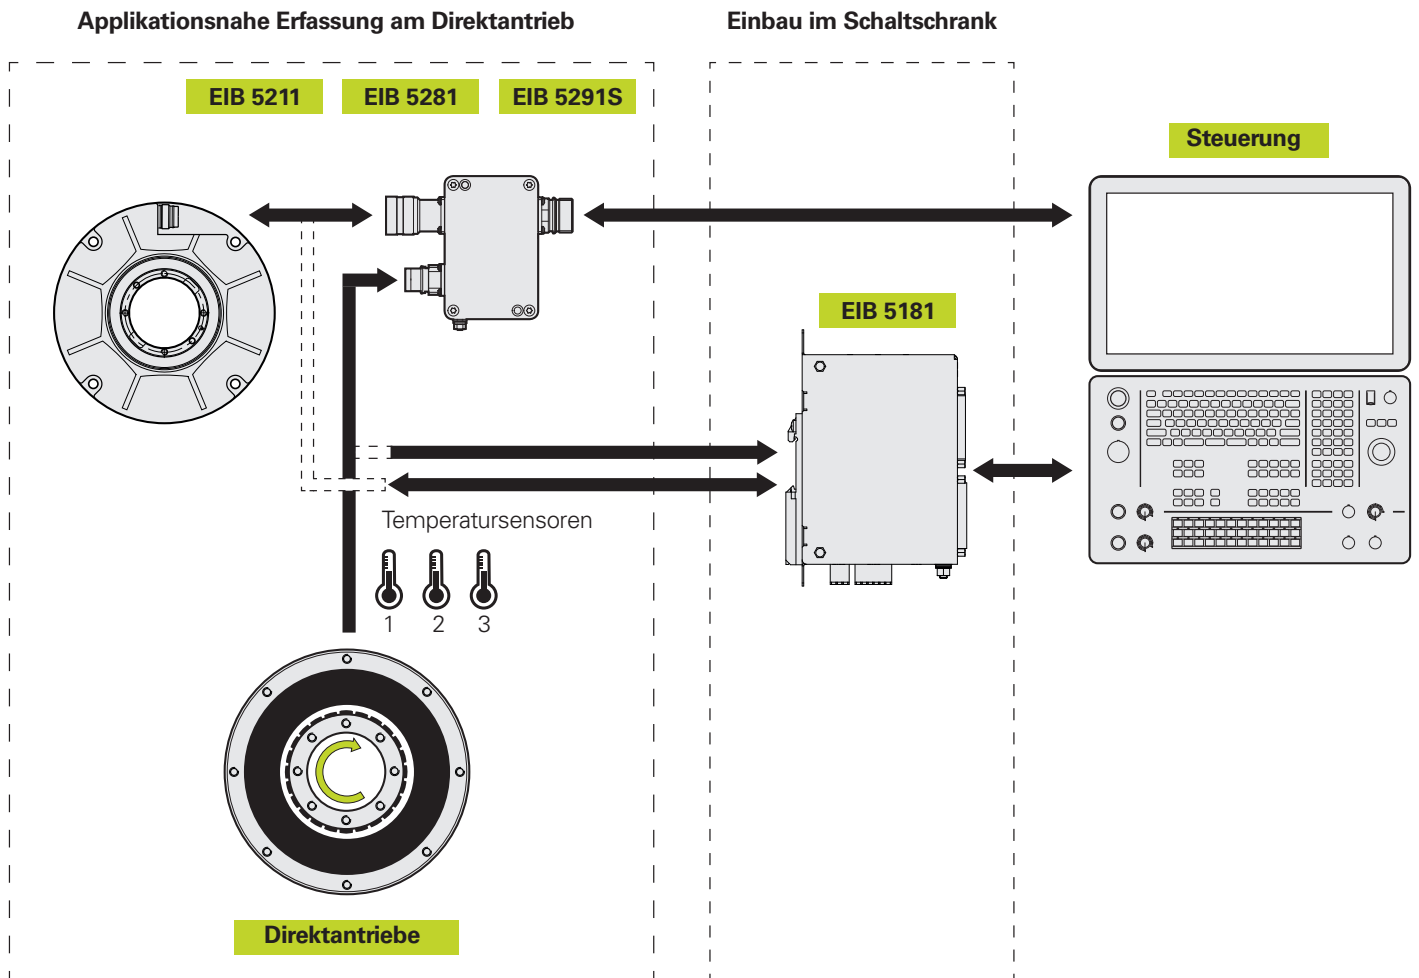 Applikationsnahe Erfassung am Direktantrieb
Einbau im Schaltschrank
EIB 5211
EIB 5281
EIB 5291S
Steuerung
EIB 5181
Temperatursensoren
1 2 3
Direktantriebe